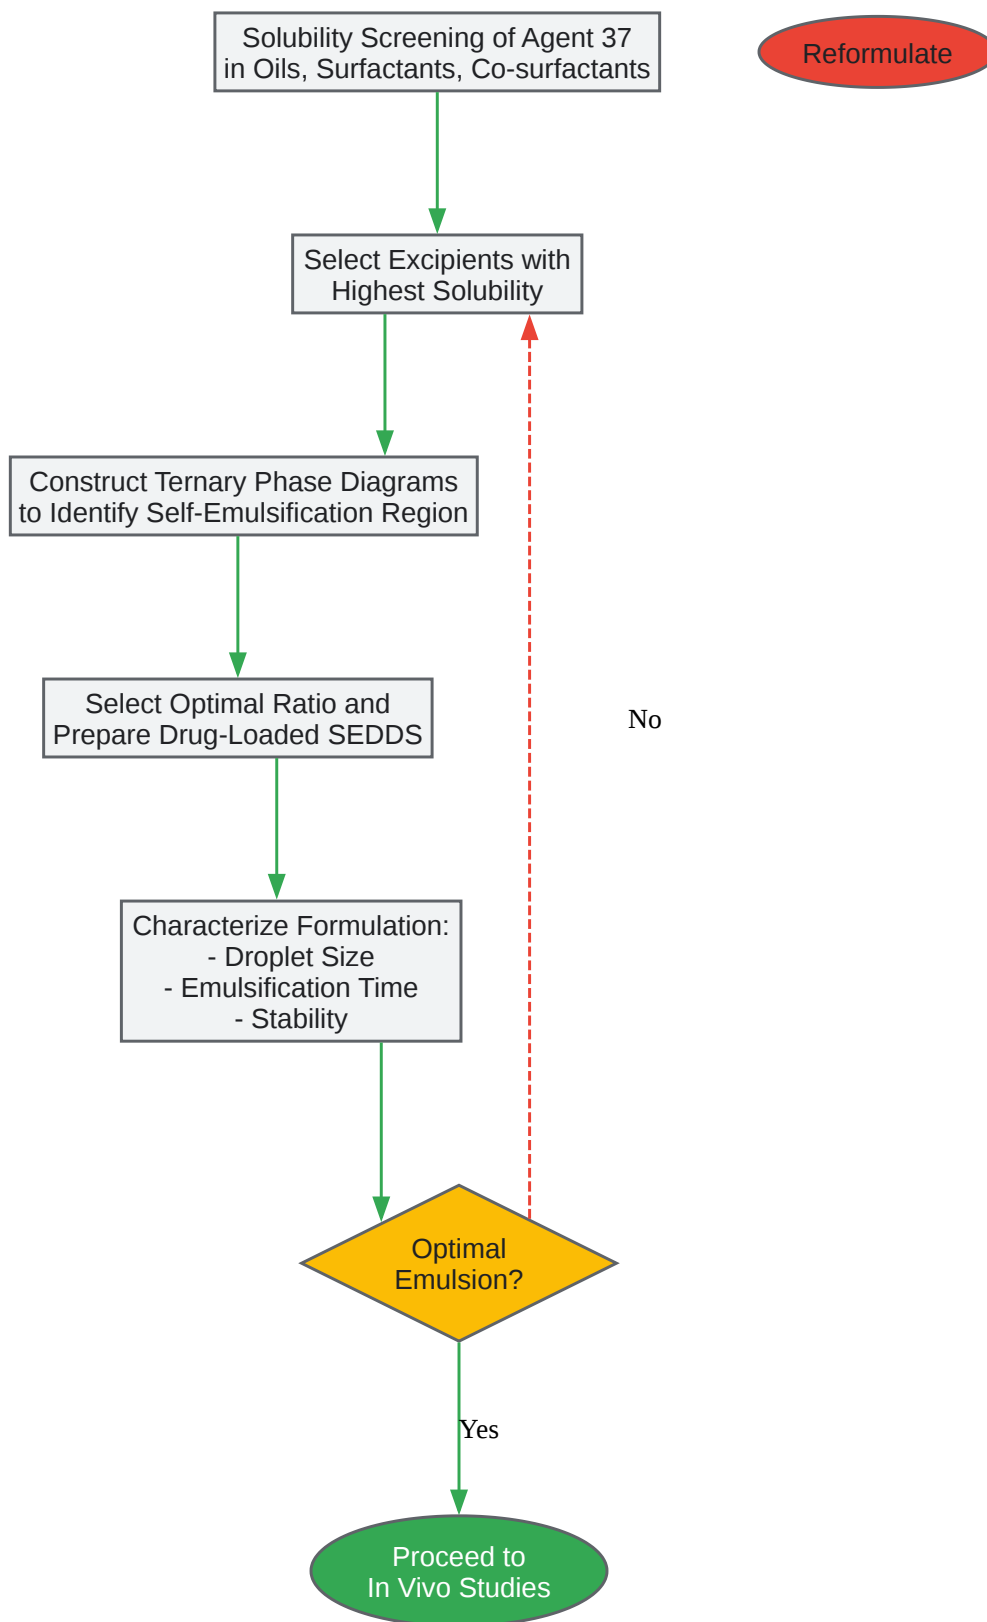 Solubility Screening of Agent 37
in Oils, Surfactants, Co-surfactants
Reformulate
Select Excipients with
Highest Solubility
Construct Ternary Phase Diagrams
to Identify Self-Emulsification Region
Select Optimal Ratio and
Prepare Drug-Loaded SEDDS
No
Characterize Formulation:
- Droplet Size
- Emulsification Time
- Stability
Optimal
Emulsion?
Yes
Proceed to
In Vivo Studies